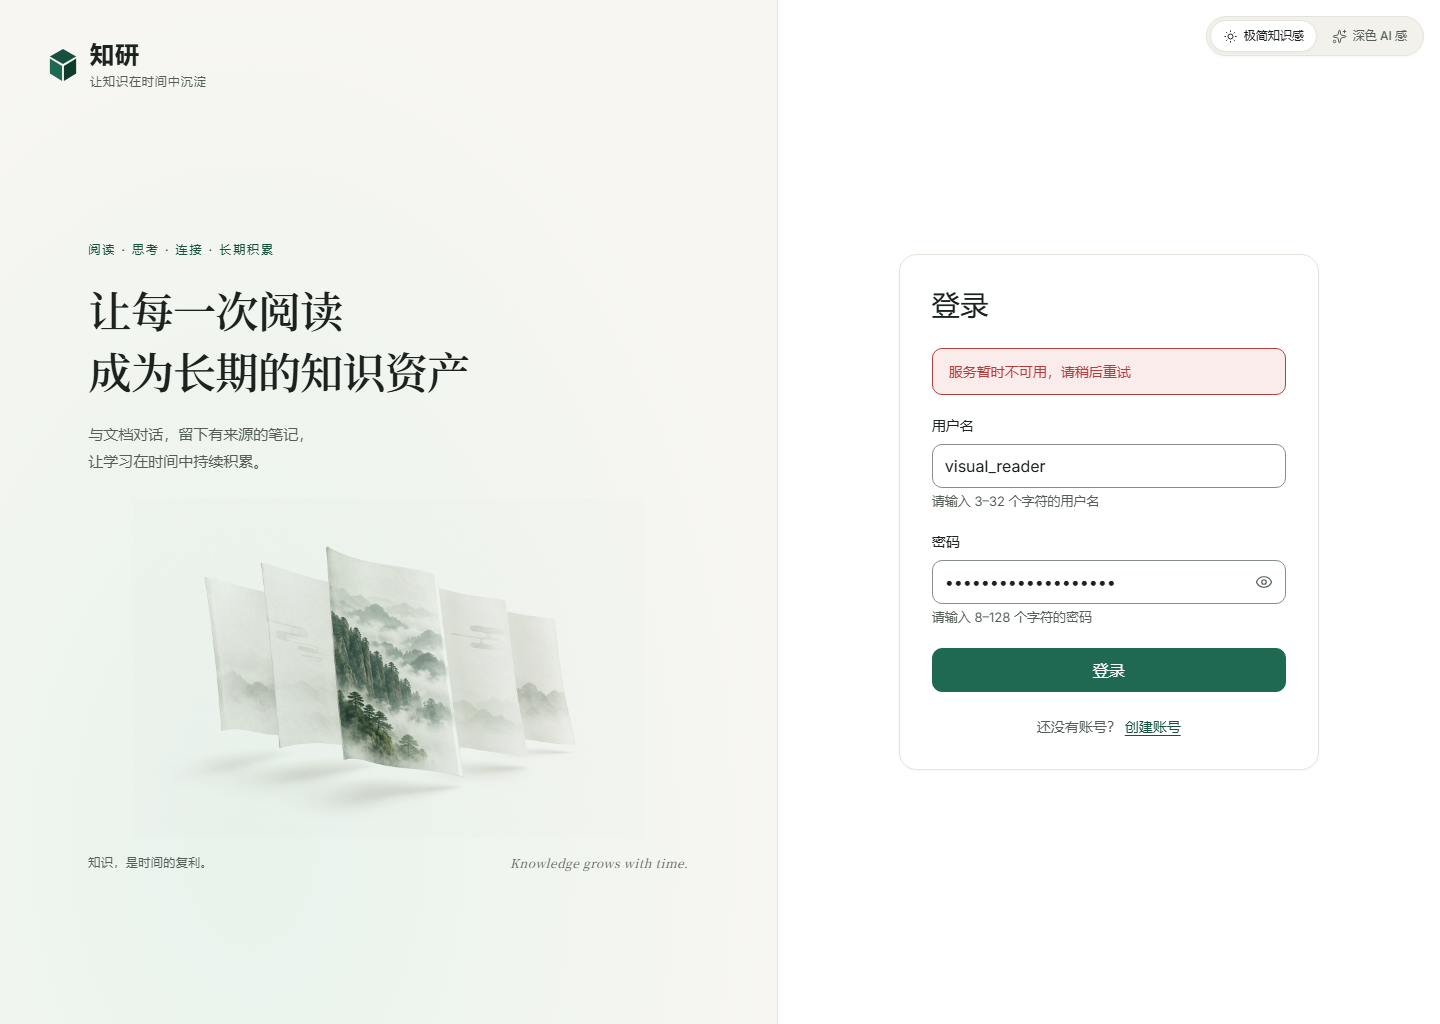 知研
让知识在时间中沉淀
极简知识感
深色 AI 感
阅读 · 思考 · 连接 · 长期积累
让每一次阅读
成为长期的知识资产
与文档对话，留下有来源的笔记，
让学习在时间中持续积累。
知识，是时间的复利。
Knowledge grows with time.
登录
服务暂时不可用，请稍后重试
用户名
visual_reader
请输入 3–32 个字符的用户名
密码
•••••••••••••••••••
请输入 8–128 个字符的密码
登录
还没有账号？ 创建账号